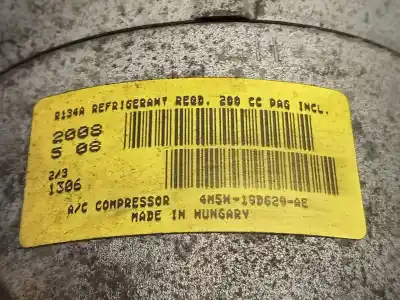 R134A REFRIGERANT REQD. 200 CC PAG INCL.
2008
5 08
2/3
1306
A/C COMPRESSOR 4M5H-19D629-AE
MADE IN HUNGARY